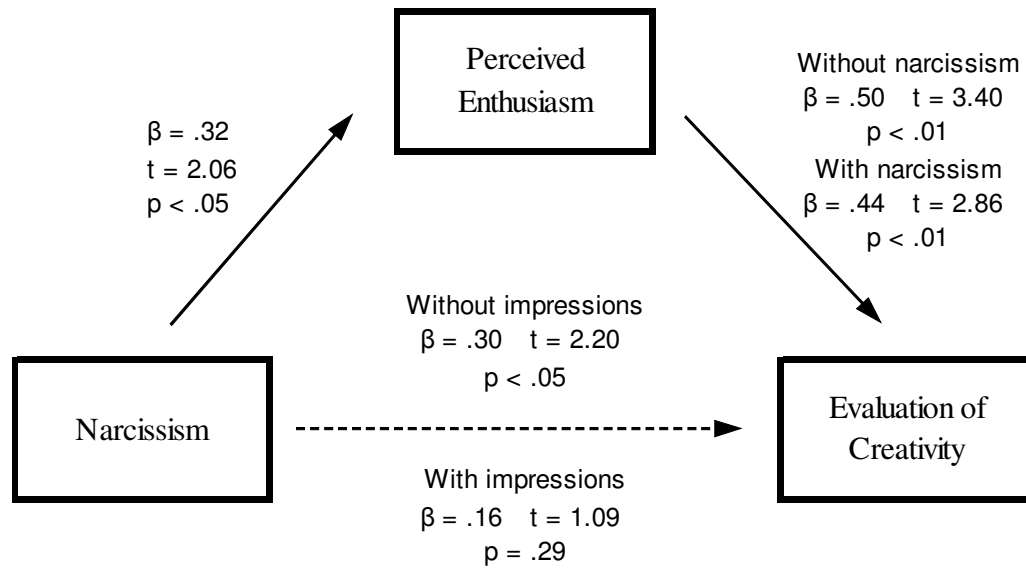 Perceived
Enthusiasm
Without narcissism
β = .50 t = 3.40
p < .01
With narcissism
β = .44 t = 2.86
p < .01
β = .32
t = 2.06
p < .05
Without impressions
β = .30 t = 2.20
p < .05
Narcissism
Evaluation of
Creativity
With impressions
β = .16 t = 1.09
p = .29